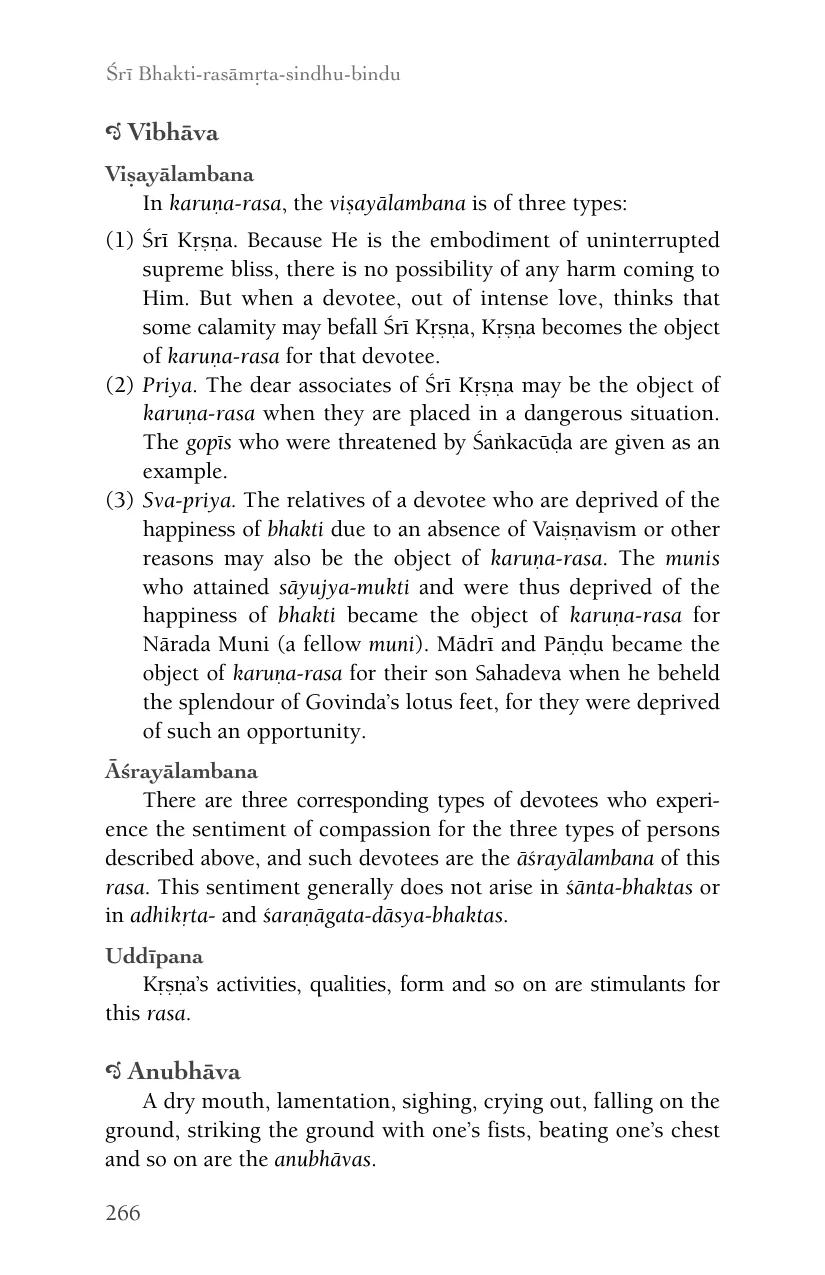 Śrī Bhakti-rasāmṛta-sindhu-bindu
Vibhāva
Viṣayālambana
In karuṇa-rasa, the viṣayālambana is of three types:
(1) Śrī Kṛṣṇa. Because He is the embodiment of uninterrupted
supreme bliss, there is no possibility of any harm coming to
Him. But when a devotee, out of intense love, thinks that
some calamity may befall Śrī Kṛṣṇa, Kṛṣṇa becomes the object
of karuṇa-rasa for that devotee.
(2) Priya. The dear associates of Śrī Kṛṣṇa may be the object of
karuṇa-rasa when they are placed in a dangerous situation.
The gopīs who were threatened by Śaṅkacūḍa are given as an
example.
(3) Sva-priya. The relatives of a devotee who are deprived of the
happiness of bhakti due to an absence of Vaiṣṇavism or other
reasons may also be the object of karuṇa-rasa. The munis
who attained sāyujya-mukti and were thus deprived of the
happiness of bhakti became the object of karuṇa-rasa for
Nārada Muni (a fellow muni). Mādrī and Pāṇḍu became the
object of karuṇa-rasa for their son Sahadeva when he beheld
the splendour of Govinda’s lotus feet, for they were deprived
of such an opportunity.
Āśrayālambana
There are three corresponding types of devotees who experi-
ence the sentiment of compassion for the three types of persons
described above, and such devotees are the āśrayālambana of this
rasa. This sentiment generally does not arise in śānta-bhaktas or
in adhikṛta- and śaraṇāgata-dāsya-bhaktas.
Uddīpana
Kṛṣṇa’s activities, qualities, form and so on are stimulants for
this rasa.
Anubhāva
A dry mouth, lamentation, sighing, crying out, falling on the
ground, striking the ground with one’s fists, beating one’s chest
and so on are the anubhāvas.
266